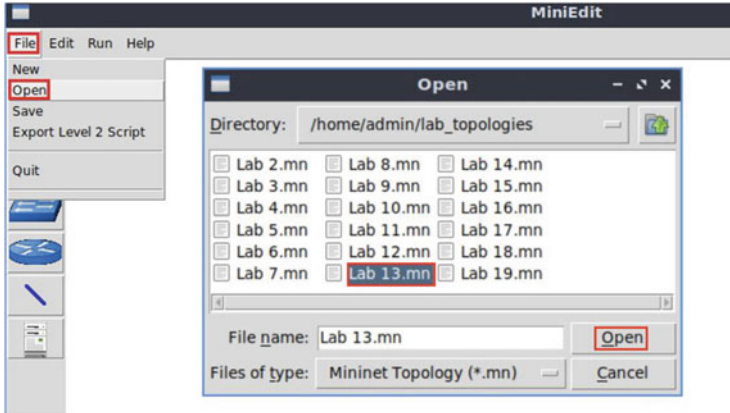 MiniEdit
File Edit Run Help
New
Open
Save
Export Level 2 Script
Quit
Open
Directory: /home/admin/lab_topologies
Lab 2.mn Lab 8.mn Lab 14.mn
Lab 3.mn Lab 9.mn Lab 15.mn
Lab 4.mn Lab 10.mn Lab 16.mn
Lab 5.mn Lab 11.mn Lab 17.mn
Lab 6.mn Lab 12.mn Lab 18.mn
Lab 7.mn Lab 13.mn Lab 19.mn
File name: Lab 13.mn Open
Files of type: Mininet Topology (*.mn) Cancel